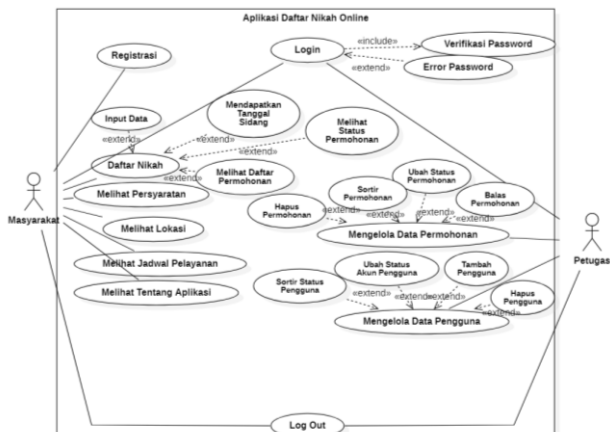 Aplikasi Daftar Nikah Online
Registrasi
Login
«include»
Verifikasi Password
«extend»
Error Password
Input Data
«extend»
Mendapatkan
Tanggal
Sidang
«extend»
Melihat
Status
Permohonan
«extend»
Daftar Nikah
«extend»
Melihat Daftar
Permohonan
Melihat Persyaratan
Masyarakat
Melihat Lokasi
Melihat Jadwal Pelayanan
Melihat Tentang Aplikasi
Hapus
Permohonan
«extend»
Sortir
Permohonan
«extend»
Ubah Status
Permohonan
«extend»
Balas
Permohonan
«extend»
Mengelola Data Permohonan
Petugas
Sortir Status
Pengguna
«extend»
Ubah Status
Akun Pengguna
«extend»
Tambah
Pengguna
«extend»
Hapus
Pengguna
«extend»
Mengelola Data Pengguna
Log Out